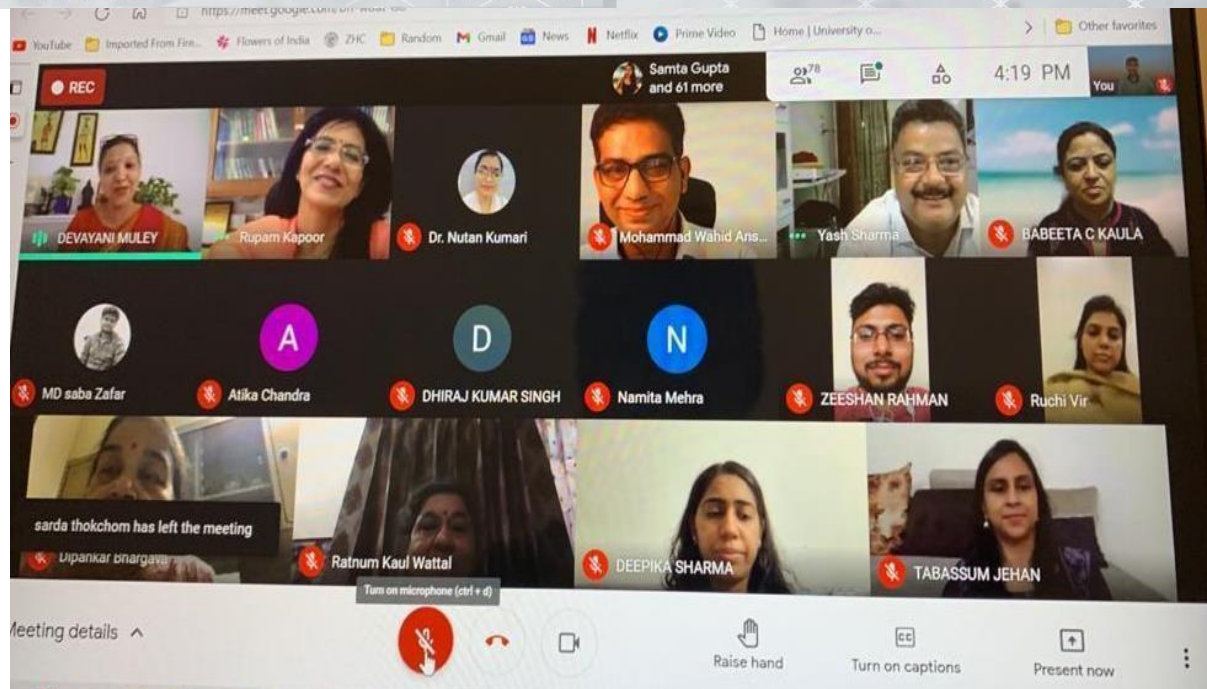 https://meet.google.com/
YouTube
Imported From Fire...
Flowers of India
ZHC
Random
Gmail
News
N
Netflix
Prime Video
Home | University o...
Other favorites
REC
Samta Gupta
and 61 more
78
4:19 PM
You
DEVAYANI MULEY
Rupam Kapoor
Dr. Nutan Kumari
Mohammad Wahid Ans...
Yash Sharma
BABEETA C KAULA
A
D
N
MD saba Zafar
Atika Chandra
DHIRAJ KUMAR SINGH
Namita Mehra
ZEESHAN RAHMAN
Ruchi Vir
sarda thokchom has left the meeting
Dipankar Bhargava
Ratnum Kaul Wattal
DEEPIKA SHARMA
TABASSUM JEHAN
Turn on microphone (ctrl + d)
Meeting details
Raise hand
CC
Turn on captions
Present now